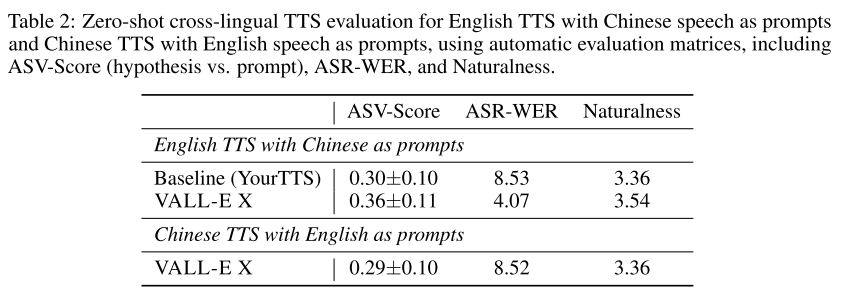 Table 2: Zero-shot cross-lingual TTS evaluation for English TTS with Chinese speech as prompts
and Chinese TTS with English speech as prompts, using automatic evaluation matrices, including
ASV-Score (hypothesis vs. prompt), ASR-WER, and Naturalness.
ASV-Score ASR-WER Naturalness
English TTS with Chinese as prompts
Baseline (YourTTS) 0.30±0.10 8.53 3.36
VALL-E X 0.36±0.11 4.07 3.54
Chinese TTS with English as prompts
VALL-E X 0.29±0.10 8.52 3.36